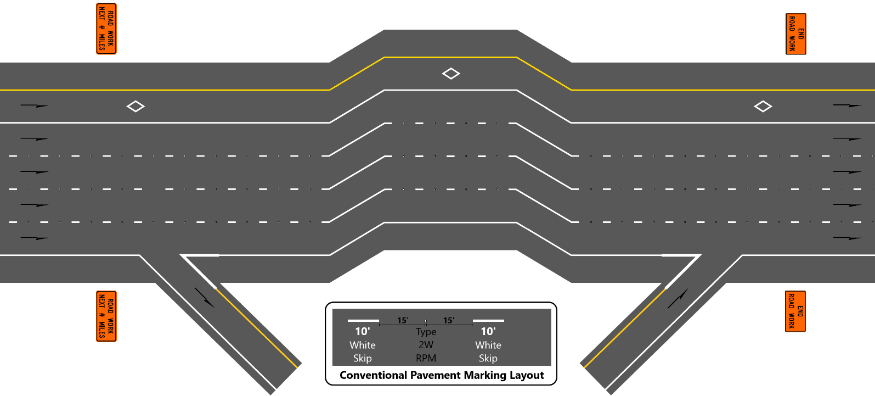 ROAD WORK
NEXT # MILES
END
ROAD WORK
ROAD WORK
NEXT # MILES
END
ROAD WORK
15' 15'
10' Type 10'
White 2W White
Skip RPM Skip
Conventional Pavement Marking Layout